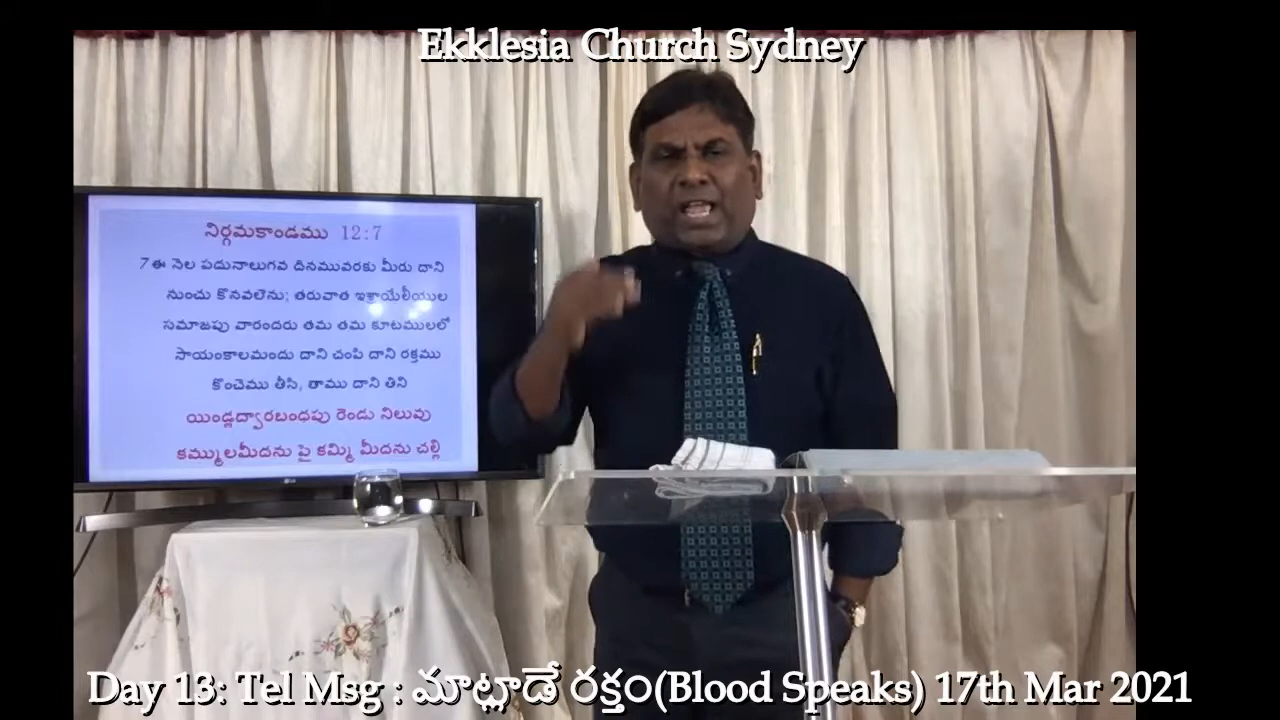 Ekklesia Church Sydney
నిర్గమకాండము 12:7
7ఈ నెల పదునాలుగవ దినమువరకు మీరు దాని
నుంచు కొనవలెను; తరువాత ఇశ్రాయేలీయుల
సమాజపు వారందరు తమ తమ కూటములలో
సాయంకాలమందు దాని చంపి దాని రక్తము
కొంచెము తీసి, తాము దాని తిని
యిండ్లద్వారబంధపు రెండు నిలువు
కమ్ములమీదను పై కమ్మి మీదను చల్లి
LG
Day 13: Tel Msg : మాట్లాడే రక్తం(Blood Speaks) 17th Mar 2021